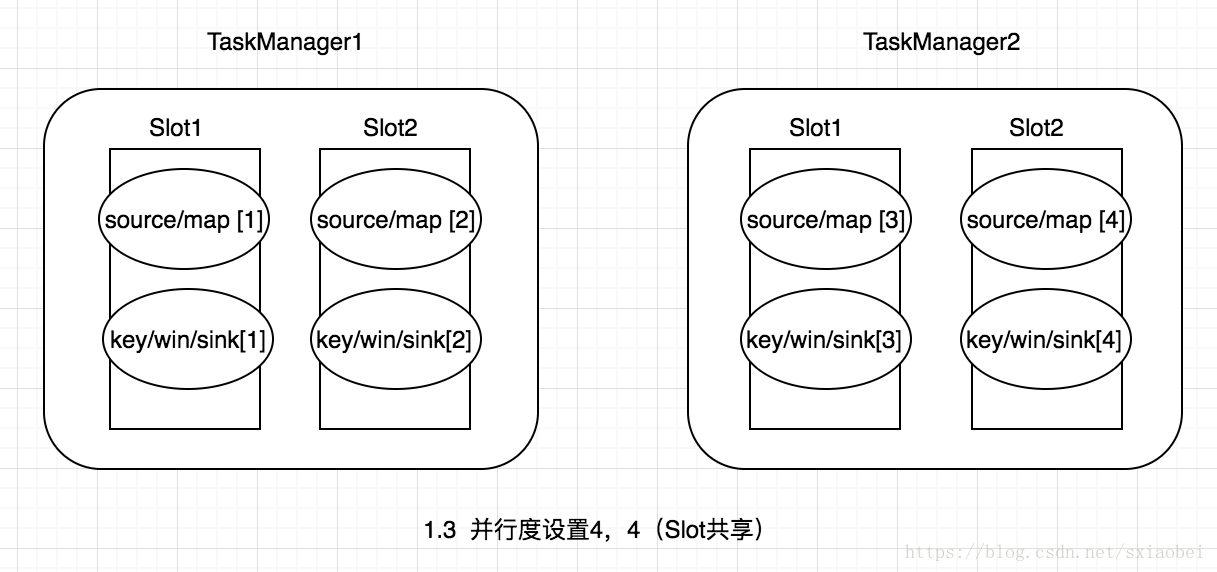 TaskManager1 TaskManager2
Slot1 Slot2 Slot1 Slot2
source/map [1] source/map [2] source/map [3] source/map [4]
key/win/sink[1] key/win/sink[2] key/win/sink[3] key/win/sink[4]
1.3 并行度设置4，4（Slot共享）
https://blog.csdn.net/sxiaobei